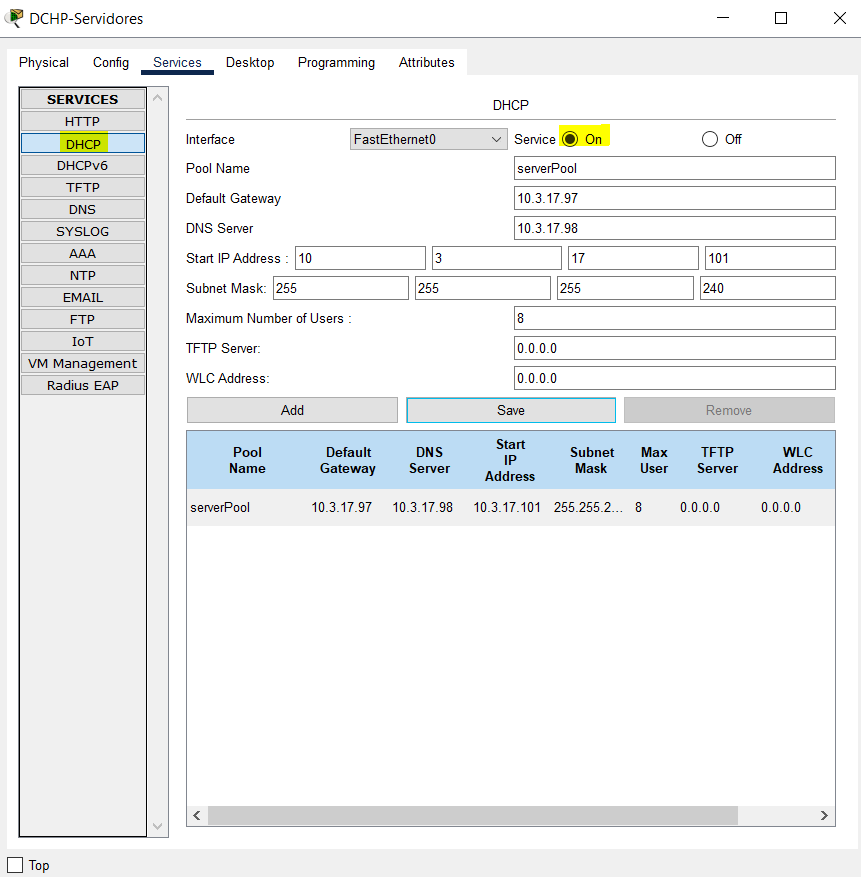 DCHP-Servidores
Physical Config Services Desktop Programming Attributes
SERVICES
HTTP
DHCP
DHCPv6
TFTP
DNS
SYSLOG
AAA
NTP
EMAIL
FTP
IoT
VM Management
Radius EAP
DHCP
Interface FastEthernet0 Service On Off
Pool Name serverPool
Default Gateway 10.3.17.97
DNS Server 10.3.17.98
Start IP Address : 10 3 17 101
Subnet Mask: 255 255 255 240
Maximum Number of Users : 8
TFTP Server: 0.0.0.0
WLC Address: 0.0.0.0
Add Save Remove
Pool Name Default Gateway DNS Server Start IP Address Subnet Mask Max User TFTP Server WLC Address
serverPool 10.3.17.97 10.3.17.98 10.3.17.101 255.255.2... 8 0.0.0.0 0.0.0.0
Top